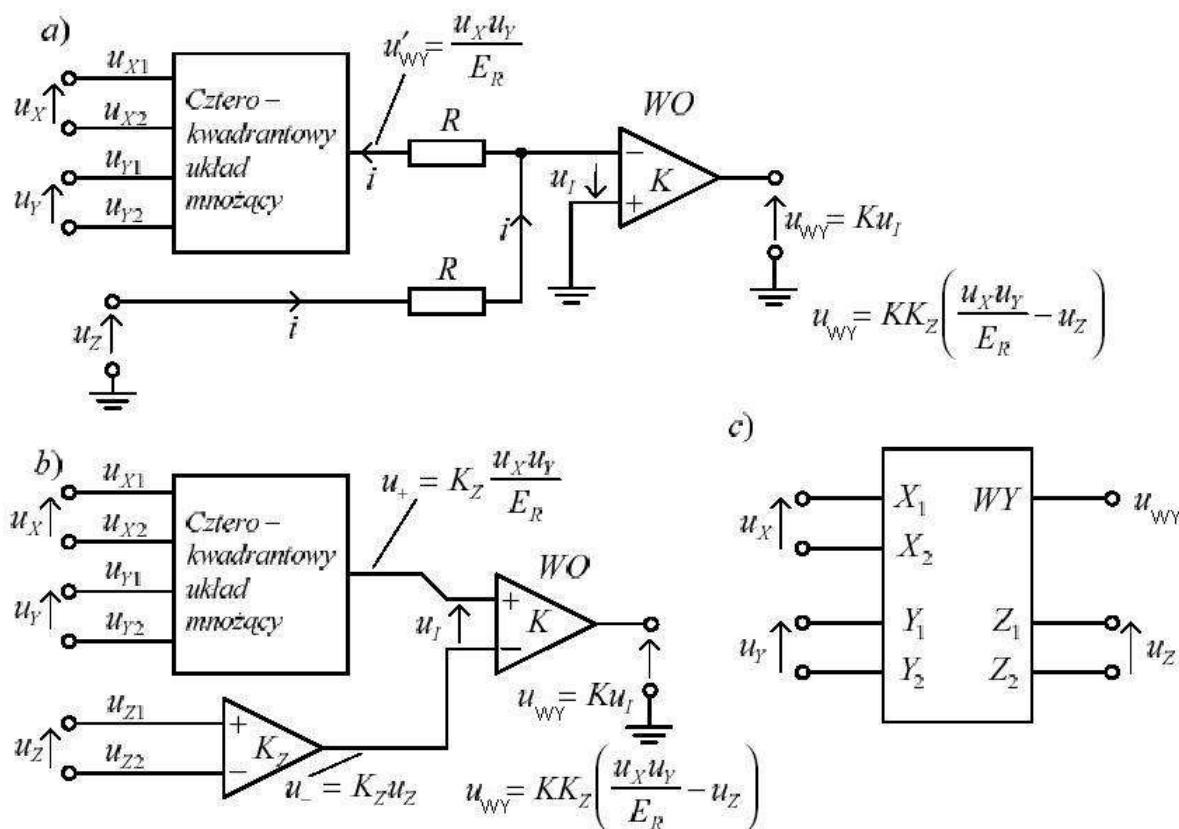 a)
u_X1
u_X2
u_Y1
u_Y2
u_X
u_Y
Cztero –
kwadrantowy
układ
mnożący
u'_WY = u_X u_Y / E_R
R
i
WO
u_I
−
+
K
i
u_WY = K u_I
R
i
u_Z
u_WY = KK_Z ( u_X u_Y / E_R − u_Z )
b)
u_X1
u_X2
u_Y1
u_Y2
u_X
u_Y
Cztero –
kwadrantowy
układ
mnożący
u_+ = K_Z u_X u_Y / E_R
WO
+
−
K
u_I
u_WY = K u_I
u_Z1
u_Z2
u_Z
+
−
K_Z
u_− = K_Z u_Z
u_WY = KK_Z ( u_X u_Y / E_R − u_Z )
c)
u_X
X_1
X_2
WY
u_WY
u_Y
Y_1
Y_2
Z_1
Z_2
u_Z